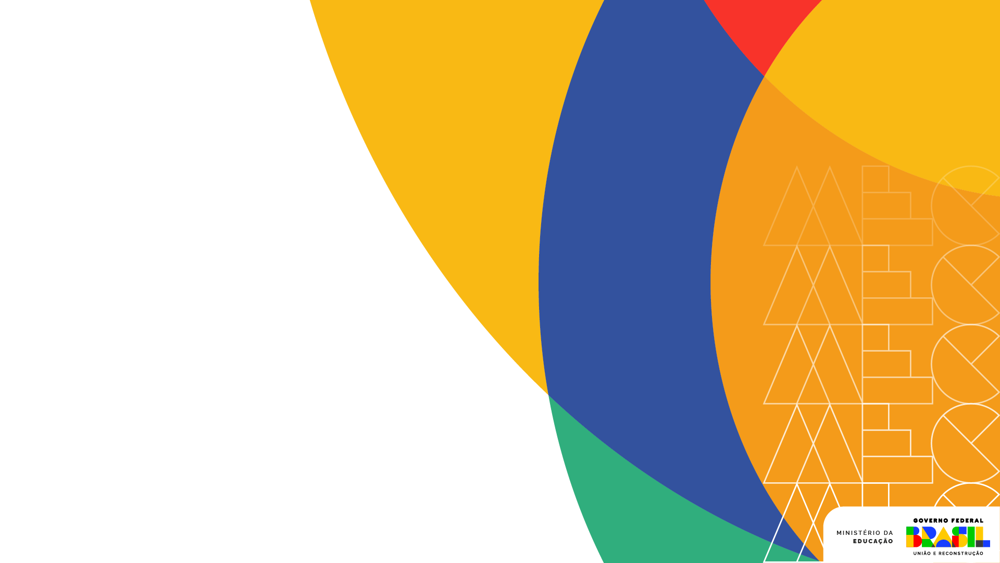 MINISTÉRIO DA
EDUCAÇÃO
GOVERNO FEDERAL
BRASIL
UNIÃO E RECONSTRUÇÃO